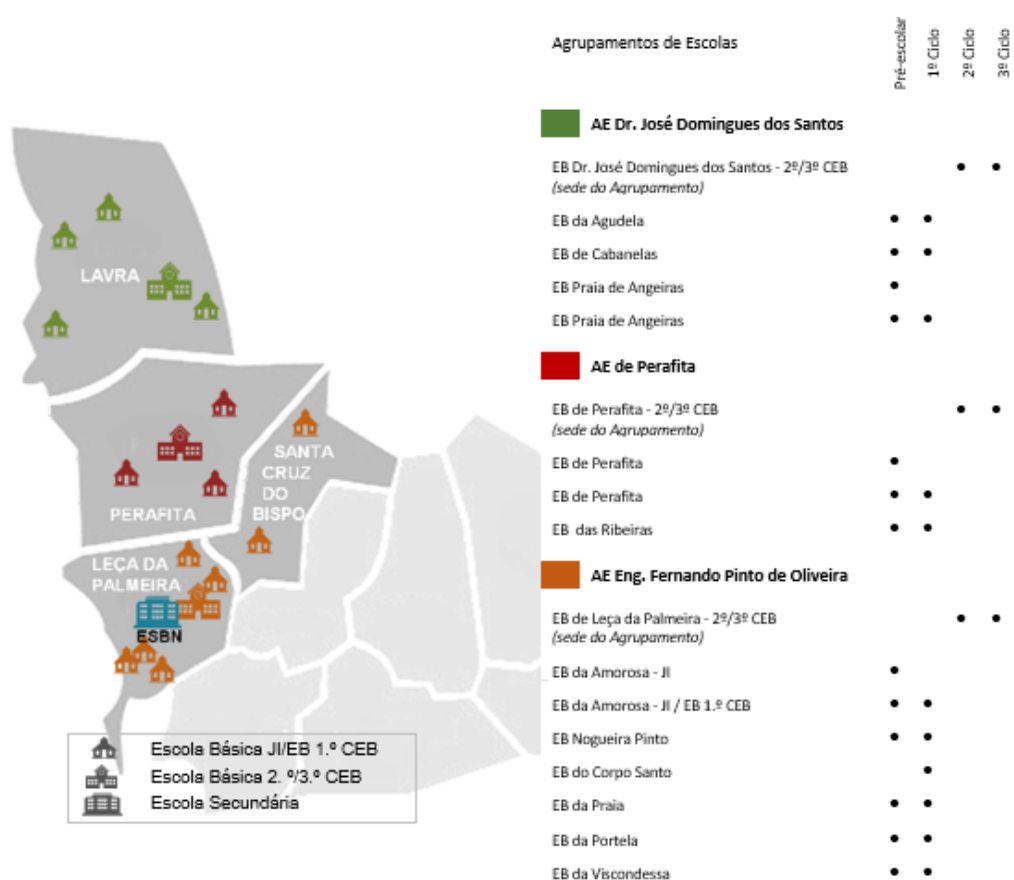 LAVRA
PERAFITA
SANTA
CRUZ
DO
BISPO
LEÇA DA
PALMEIRA
ESBN
Escola Básica JI/EB 1.º CEB
Escola Básica 2. º/3.º CEB
Escola Secundária
Agrupamentos de Escolas
Pré-escolar
1º Ciclo
2º Ciclo
3º Ciclo
AE Dr. José Domingues dos Santos
EB Dr. José Domingues dos Santos - 2º/3º CEB
(sede do Agrupamento)
EB da Agudela
EB de Cabanelas
EB Praia de Angeiras
EB Praia de Angeiras
AE de Perafita
EB de Perafita - 2º/3º CEB
(sede do Agrupamento)
EB de Perafita
EB de Perafita
EB das Ribeiras
AE Eng. Fernando Pinto de Oliveira
EB de Leça da Palmeira - 2º/3º CEB
(sede do Agrupamento)
EB da Amorosa - JI
EB da Amorosa - JI / EB 1.º CEB
EB Nogueira Pinto
EB do Corpo Santo
EB da Praia
EB da Portela
EB da Viscondessa